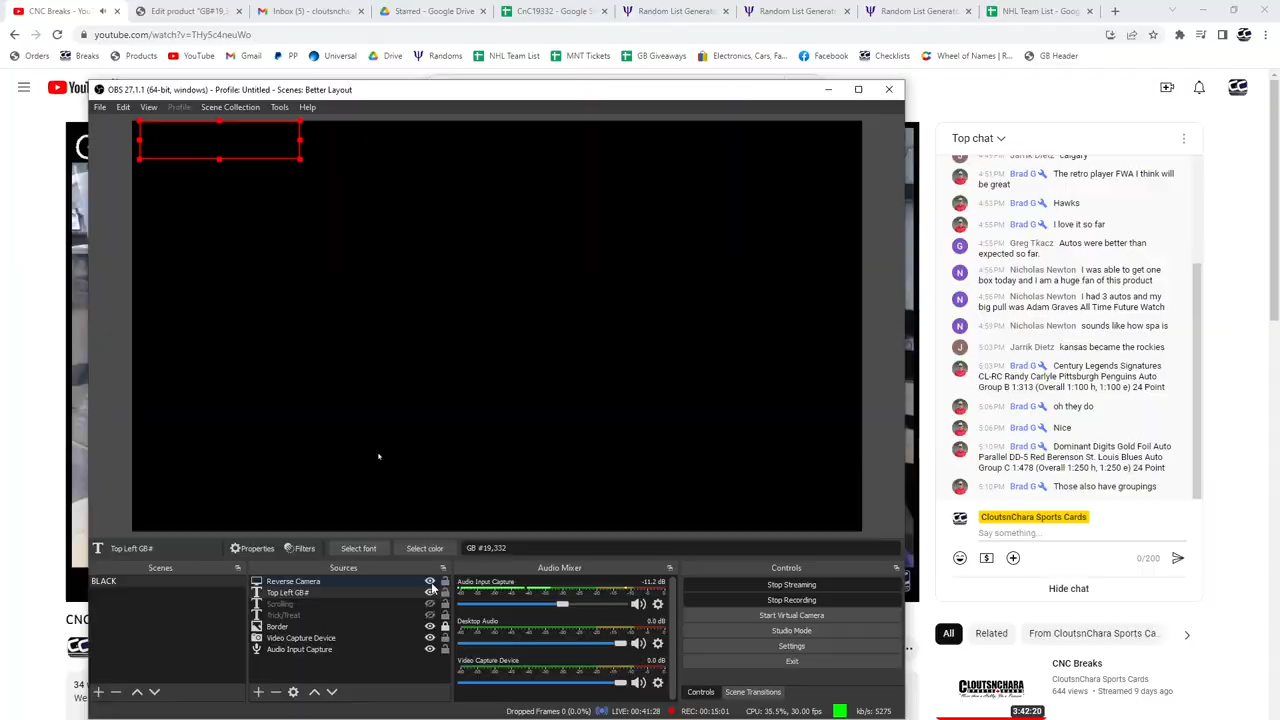 CNC Breaks - You
Edit product "GB#19,3
Inbox (5) - cloutsnchar
Starred - Google Drive
CnC19332 - Google S
Random List Generato
Random List Generato
Random List Generato
NHL Team List - Goog
youtube.com/watch?v=THySc4neuWo
Orders
Breaks
Products
YouTube
Gmail
PP
Universal
Drive
Randoms
NHL Team List
MNT Tickets
GB Giveaways
Electronics, Cars, Fa...
Facebook
Checklists
Wheel of Names | R...
GB Header
OBS 27.1.1 (64-bit, windows) - Profile: Untitled - Scenes: Better Layout
File Edit View Profile Scene Collection Tools Help
Top Left GB#
Properties
Filters
Select font
Select color
GB #19,332
Scenes
BLACK
Sources
Reverse Camera
Top Left GB#
Scrolling
Trick/Treat
Border
Video Capture Device
Audio Input Capture
Audio Mixer
Audio Input Capture -11.2 dB
Desktop Audio 0.0 dB
Video Capture Device 0.0 dB
Controls
Stop Streaming
Stop Recording
Start Virtual Camera
Studio Mode
Settings
Exit
Controls
Scene Transitions
Dropped Frames 0 (0.0%)
LIVE: 00:41:28
REC: 00:15:01
CPU: 35.5%, 30.00 fps
kb/s: 5275
Top chat
Jarrik Dietz calgary
4:51 PM Brad G The retro player FWA I think will
be great
4:53 PM Brad G Hawks
4:55 PM Brad G I love it so far
4:55 PM Greg Tkacz Autos were better than
expected so far.
4:56 PM Nicholas Newton I was able to get one
box today and I am a huge fan of this product
4:56 PM Nicholas Newton I had 3 autos and my
big pull was Adam Graves All Time Future Watch
4:59 PM Nicholas Newton sounds like how spa is
5:03 PM Jarrik Dietz kansas became the rockies
5:03 PM Brad G Century Legends Signatures
CL-RC Randy Carlyle Pittsburgh Penguins Auto
Group B 1:313 (Overall 1:100 h, 1:100 e) 24 Point
5:06 PM Brad G oh they do
5:06 PM Brad G Nice
5:10 PM Brad G Dominant Digits Gold Foil Auto
Parallel DD-5 Red Berenson St. Louis Blues Auto
Group C 1:478 (Overall 1:250 h, 1:250 e) 24 Point
5:10 PM Brad G Those also have groupings
CloutsnChara Sports Cards
Say something...
0/200
Hide chat
All
Related
From CloutsnChara Sports Ca...
CNC Breaks
CloutsnChara Sports Cards
644 views • Streamed 9 days ago
CLOUTSNCHARA
3:42:20